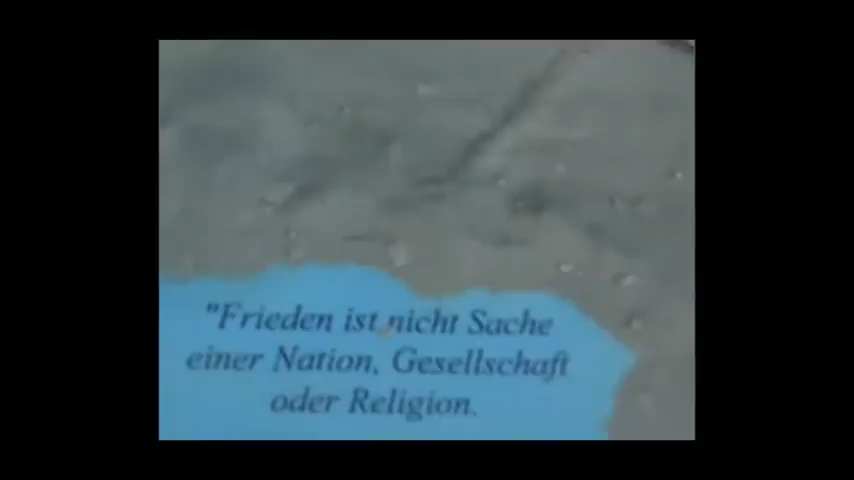 "Frieden ist nicht Sache
einer Nation, Gesellschaft
oder Religion.